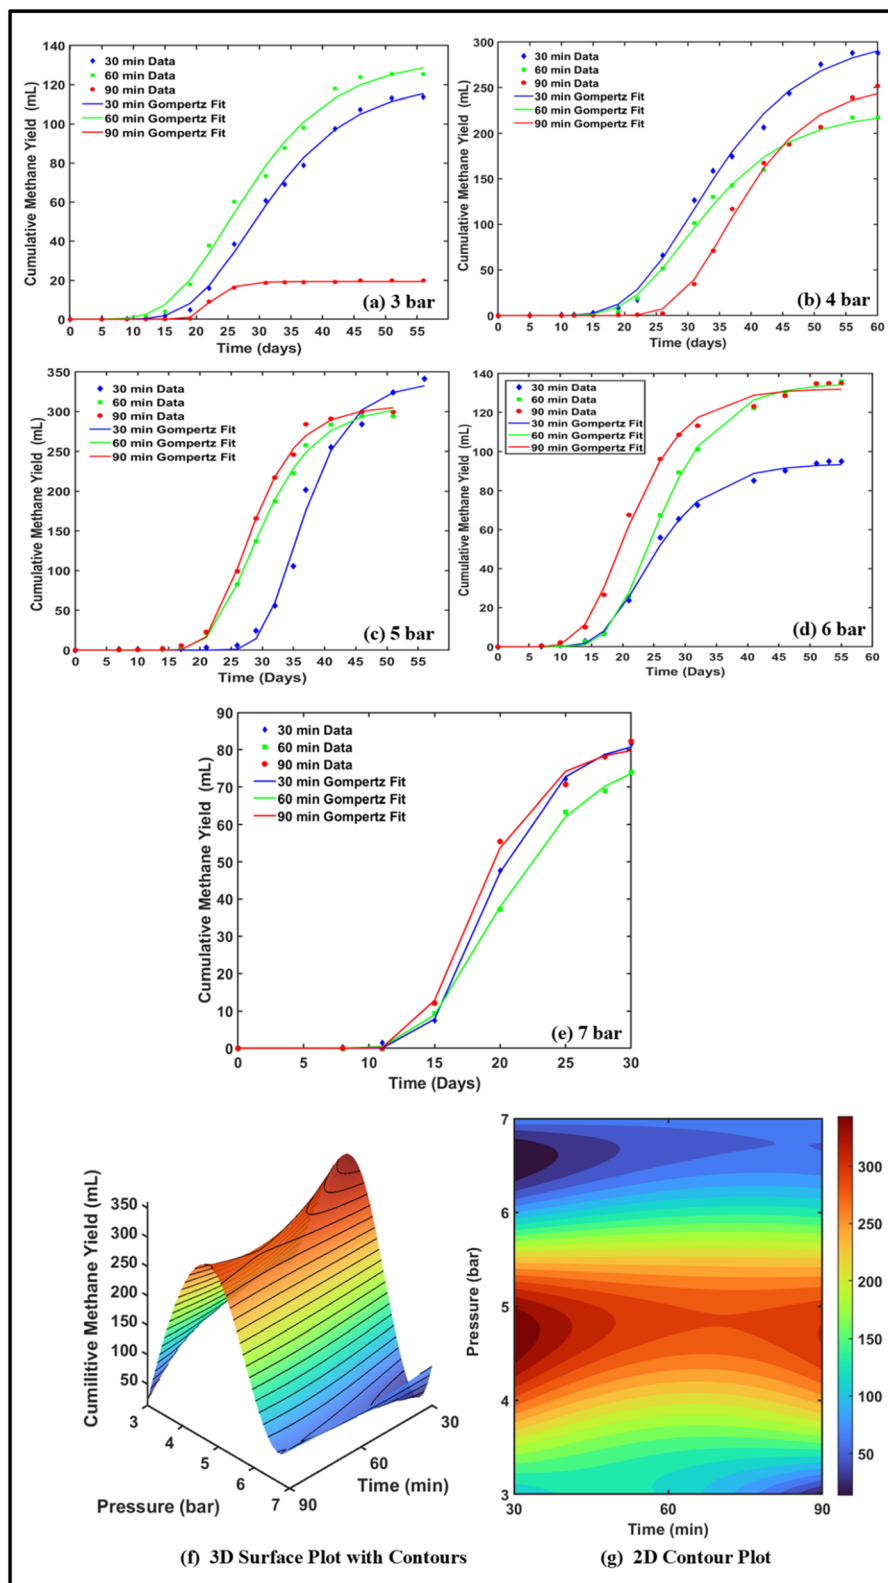 140
120
100
80
60
40
20
0
Cumulative Methane Yield (mL)
30 min Data
60 min Data
90 min Data
30 min Gompertz Fit
60 min Gompertz Fit
90 min Gompertz Fit
(a) 3 bar
0 5 10 15 20 25 30 35 40 45 50 55 60
Time (days)
300
250
200
150
100
50
0
Cumulative Methane Yield (mL)
30 min Data
60 min Data
90 min Data
30 min Gompertz Fit
60 min Gompertz Fit
90 min Gompertz Fit
(b) 4 bar
0 5 10 15 20 25 30 35 40 45 50 55 60
Time (days)
350
300
250
200
150
100
50
0
Cumulative Methane Yield (mL)
30 min Data
60 min Data
90 min Data
30 min Gompertz Fit
60 min Gompertz Fit
90 min Gompertz Fit
(c) 5 bar
0 5 10 15 20 25 30 35 40 45 50 55 60
Time (Days)
140
120
100
80
60
40
20
0
Cumulative Methane Yield (mL)
30 min Data
60 min Data
90 min Data
30 min Gompertz Fit
60 min Gompertz Fit
90 min Gompertz Fit
(d) 6 bar
0 5 10 15 20 25 30 35 40 45 50 55 60
Time (Days)
90
80
70
60
50
40
30
20
10
0
Cumulative Methane Yield (mL)
30 min Data
60 min Data
90 min Data
30 min Gompertz Fit
60 min Gompertz Fit
90 min Gompertz Fit
(e) 7 bar
0 5 10 15 20 25 30
Time (Days)
350
300
250
200
150
100
50
Cumilitive Methane Yield (mL)
3
4
5
6
7
Pressure (bar)
30
60
90
Time (min)
(f) 3D Surface Plot with Contours
7
6
5
4
3
Pressure (bar)
30 60 90
Time (min)
300
250
200
150
100
50
(g) 2D Contour Plot